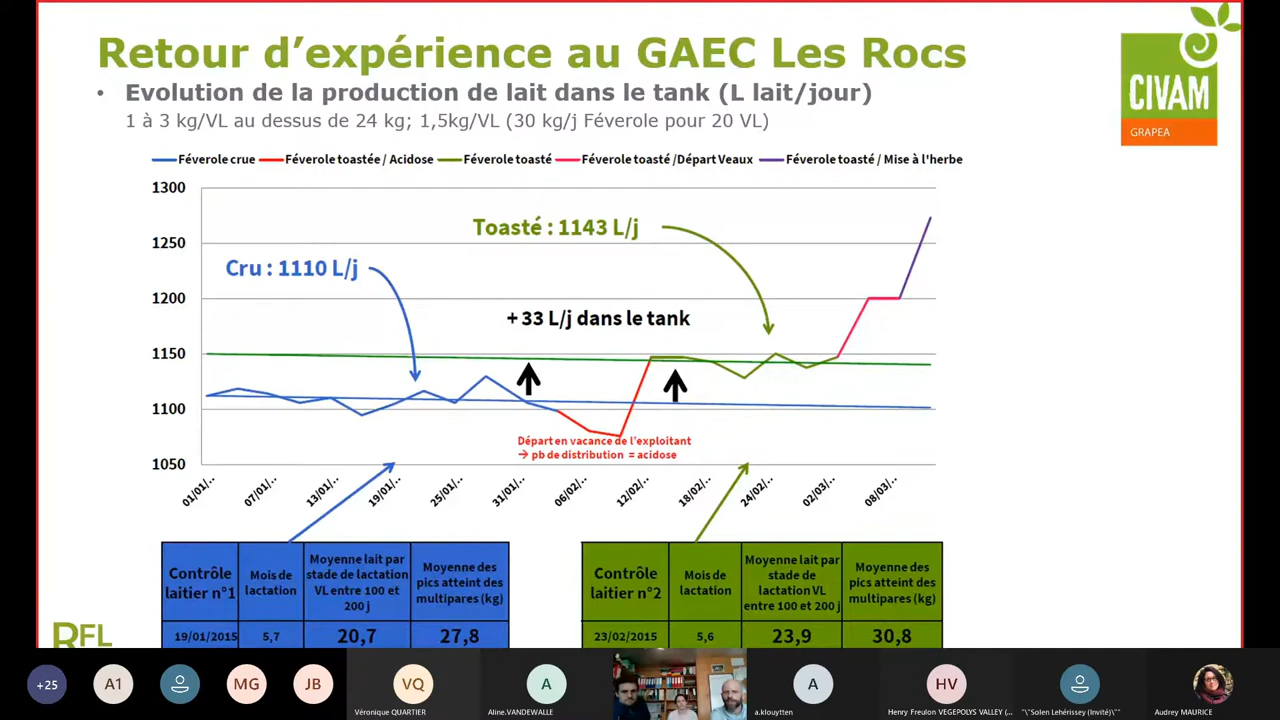 Retour d’expérience au GAEC Les Rocs
• Evolution de la production de lait dans le tank (L lait/jour)
1 à 3 kg/VL au dessus de 24 kg; 1,5kg/VL (30 kg/j Féverole pour 20 VL)
CIVAM
GRAPEA
Féverole crue Féverole toastée / Acidose Féverole toasté Féverole toasté /Départ Veaux Féverole toasté / Mise à l'herbe
1300
1250
1200
1150
1100
1050
Toasté : 1143 L/j
Cru : 1110 L/j
+ 33 L/j dans le tank
Départ en vacance de l’exploitant
→ pb de distribution = acidose
01/01/.. 07/01/.. 13/01/.. 19/01/.. 25/01/.. 31/01/.. 06/02/.. 12/02/.. 18/02/.. 24/02/.. 02/03/.. 08/03/..
Contrôle
laitier n°1
Mois de
lactation
Moyenne lait par
stade de lactation
VL entre 100 et
200 j
Moyenne des
pics atteint des
multipares (kg)
19/01/2015 5,7 20,7 27,8
Contrôle
laitier n°2
Mois de
lactation
Moyenne lait par
stade de
lactation VL
entre 100 et 200 j
Moyenne des
pics atteint des
multipares (kg)
23/02/2015 5,6 23,9 30,8
RFL
+25 A1 MG JB VQ A A HV
Véronique QUARTIER
Aline.VANDEWALLE
a.klouytten
Henry Freulon VEGEPOLYS VALLEY (...
"\"Solen Lehérissey (Invité)\""
Audrey MAURICE